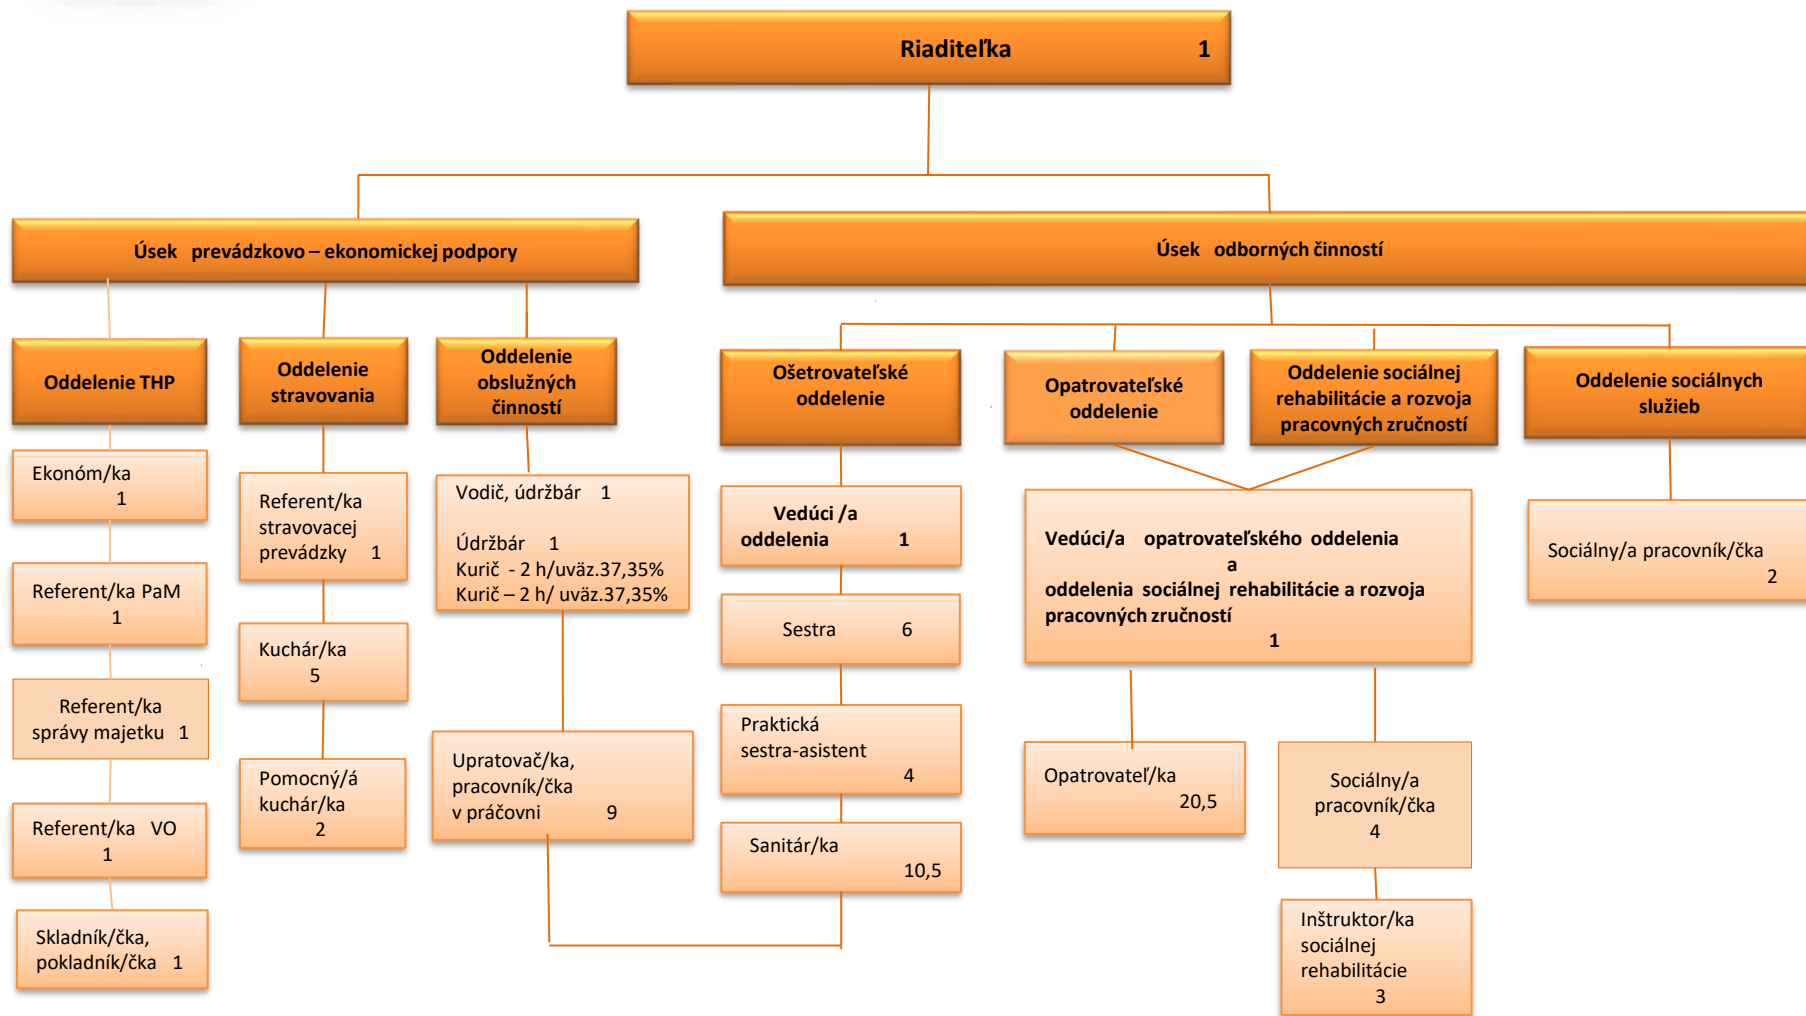 Riaditeľka 1
Úsek prevádzkovo – ekonomickej podpory
Úsek odborných činností
Oddelenie THP
Oddelenie
stravovania
Oddelenie
obslužných
činností
Ošetrovateľské
oddelenie
Opatrovateľské
oddelenie
Oddelenie sociálnej
rehabilitácie a rozvoja
pracovných zručností
Oddelenie sociálnych
služieb
Ekonóm/ka
1
Referent/ka PaM
1
Referent/ka
správy majetku 1
Referent/ka VO
1
Skladník/čka,
pokladník/čka 1
Referent/ka
stravovacej
prevádzky 1
Kuchár/ka
5
Pomocný/á
kuchár/ka
2
Vodič, údržbár 1
Údržbár 1
Kurič - 2 h/uväz.37,35%
Kurič – 2 h/ uväz.37,35%
Upratovač/ka,
pracovník/čka
v práčovni 9
Vedúci /a
oddelenia 1
Sestra 6
Praktická
sestra-asistent
4
Sanitár/ka
10,5
Vedúci/a opatrovateľského oddelenia
a
oddelenia sociálnej rehabilitácie a rozvoja
pracovných zručností
1
Opatrovateľ/ka
20,5
Sociálny/a
pracovník/čka
4
Inštruktor/ka
sociálnej
rehabilitácie
3
Sociálny/a pracovník/čka
2